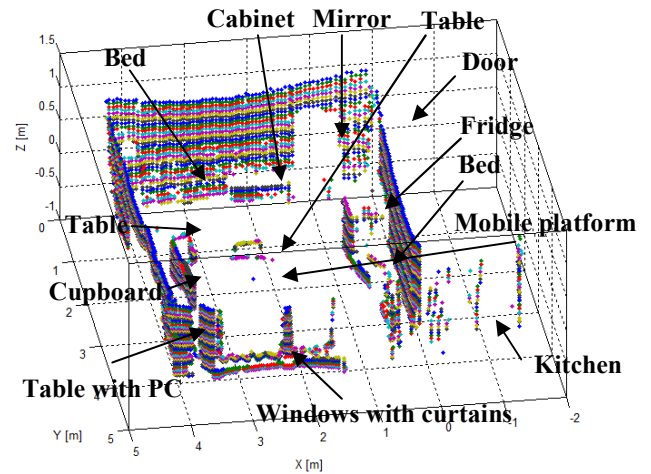 Cabinet Mirror Table
Bed
Door
Fridge
Bed
Table
Mobile platform
Cupboard
Kitchen
Table with PC
Windows with curtains
1.5
1
0.5
0
-0.5
-1
Z [m]
0
1
2
3
4
5
Y [m]
5
4
3
2
1
0
-1
-2
X [m]